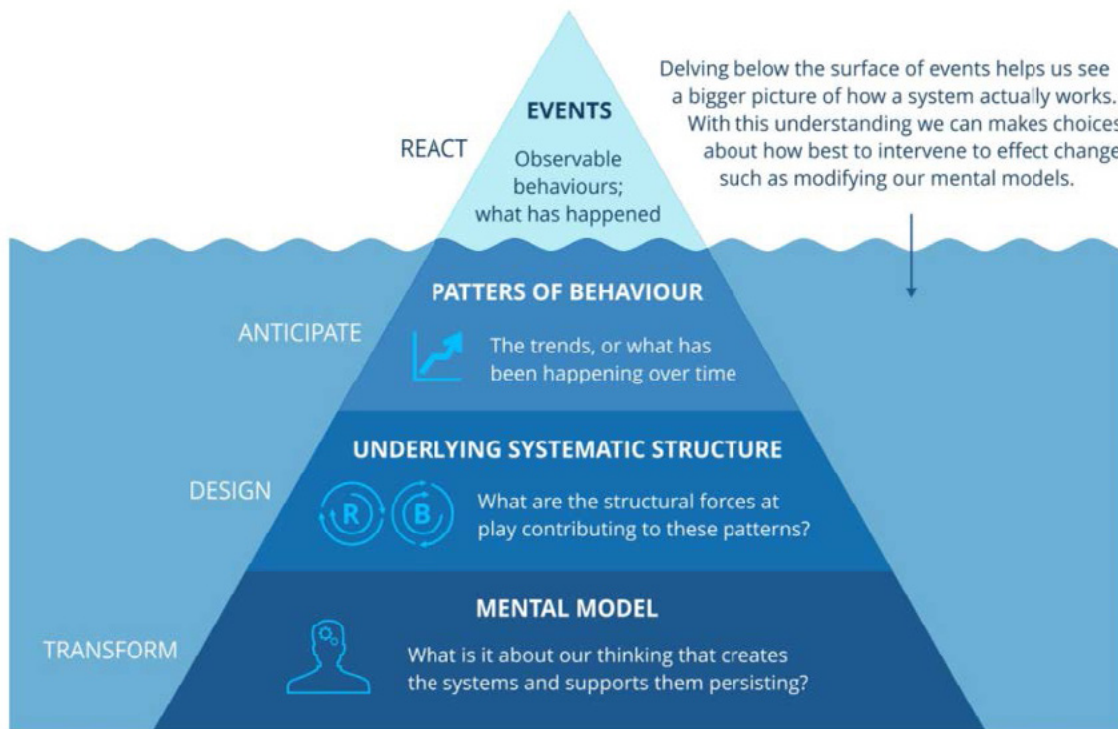 EVENTS
REACT
Observable
behaviours;
what has happened
Delving below the surface of events helps us see
a bigger picture of how a system actually works.
With this understanding we can makes choices
about how best to intervene to effect change
such as modifying our mental models.
PATTERS OF BEHAVIOUR
ANTICIPATE
The trends, or what has
been happening over time
UNDERLYING SYSTEMATIC STRUCTURE
DESIGN
R B
What are the structural forces at
play contributing to these patterns?
MENTAL MODEL
TRANSFORM
What is it about our thinking that creates
the systems and supports them persisting?